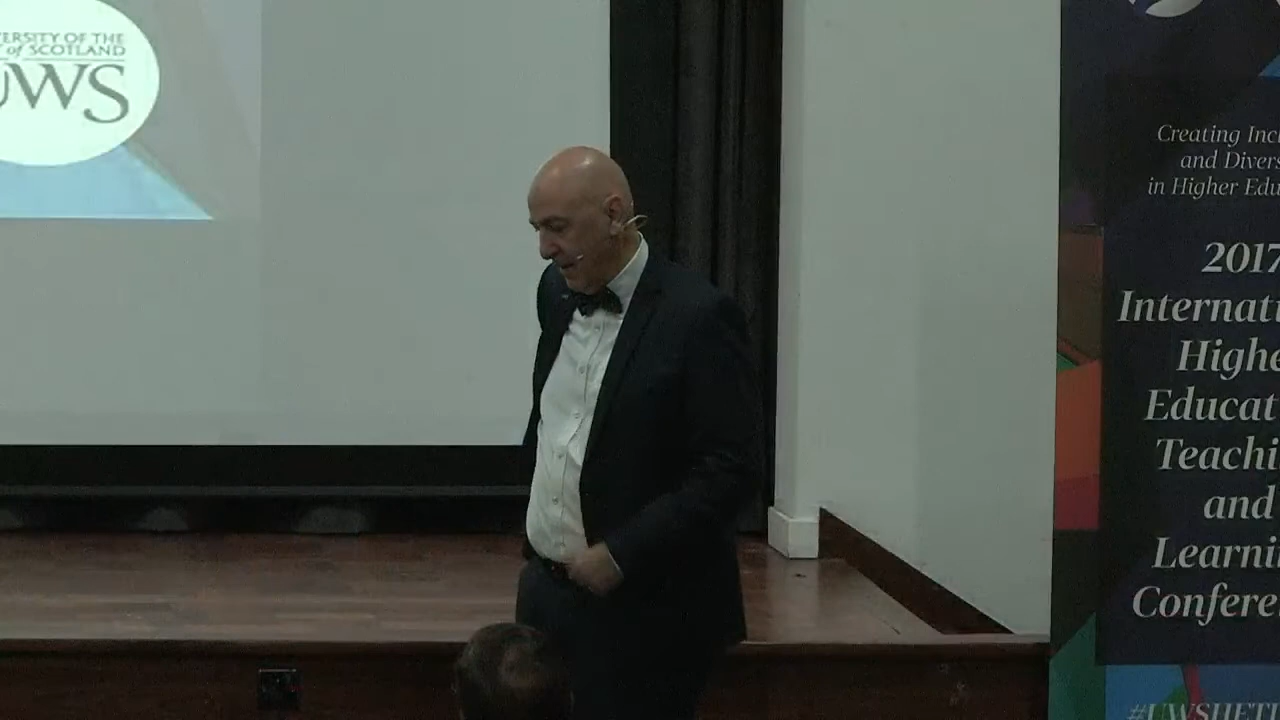 ERSITY OF THE
of SCOTLAND
UWS
Creating Inc
and Divers
in Higher Edu
2017
Internati
Highe
Educat
Teachi
and
Learni
Confere
#UWSHETL